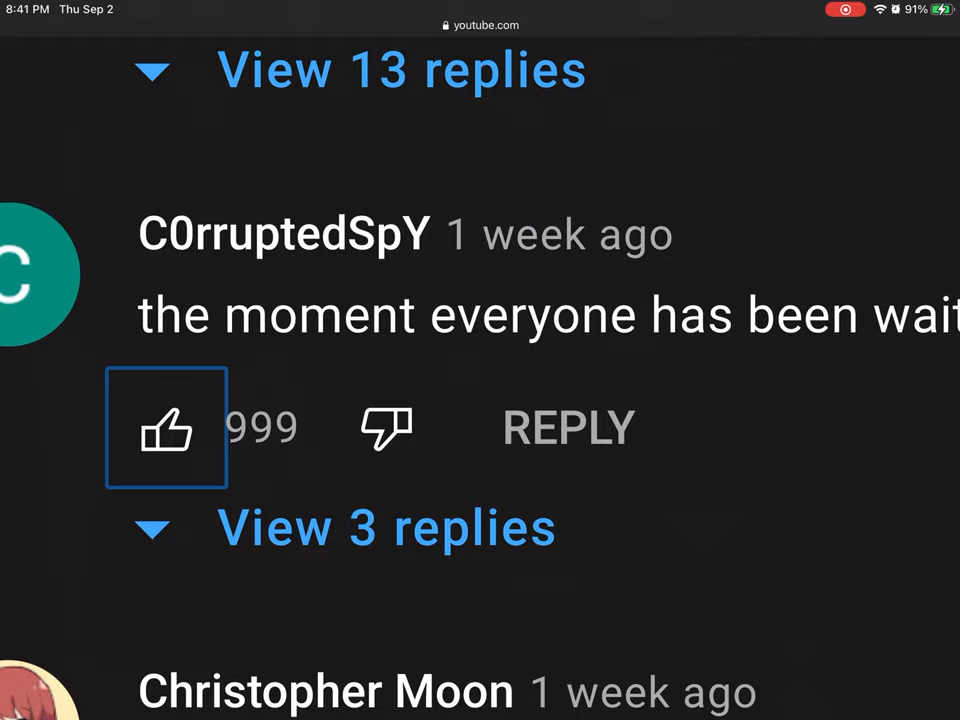 8:41 PM Thu Sep 2 91%
youtube.com
View 13 replies
C
C0rruptedSpY 1 week ago
the moment everyone has been wait
999 REPLY
View 3 replies
Christopher Moon 1 week ago